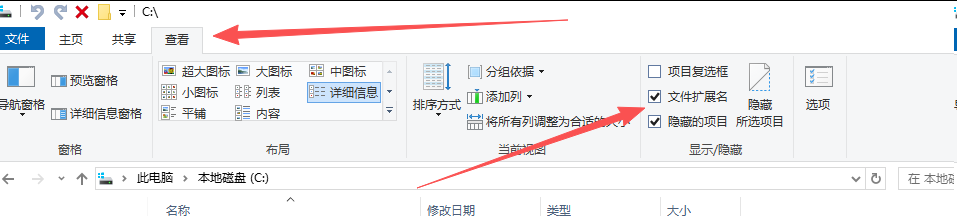 C:\
文件 主页 共享 查看
导航窗格 预览窗格 详细信息窗格
窗格
超大图标 大图标 中图标
小图标 列表 详细信息
平铺 内容
布局
排序方式 分组依据
添加列
将所有列调整为合适的大小
当前视图
项目复选框
文件扩展名
隐藏的项目
隐藏
所选项目
显示/隐藏
选项
此电脑 本地磁盘 (C:) 在 本地磁
名称 修改日期 类型 大小